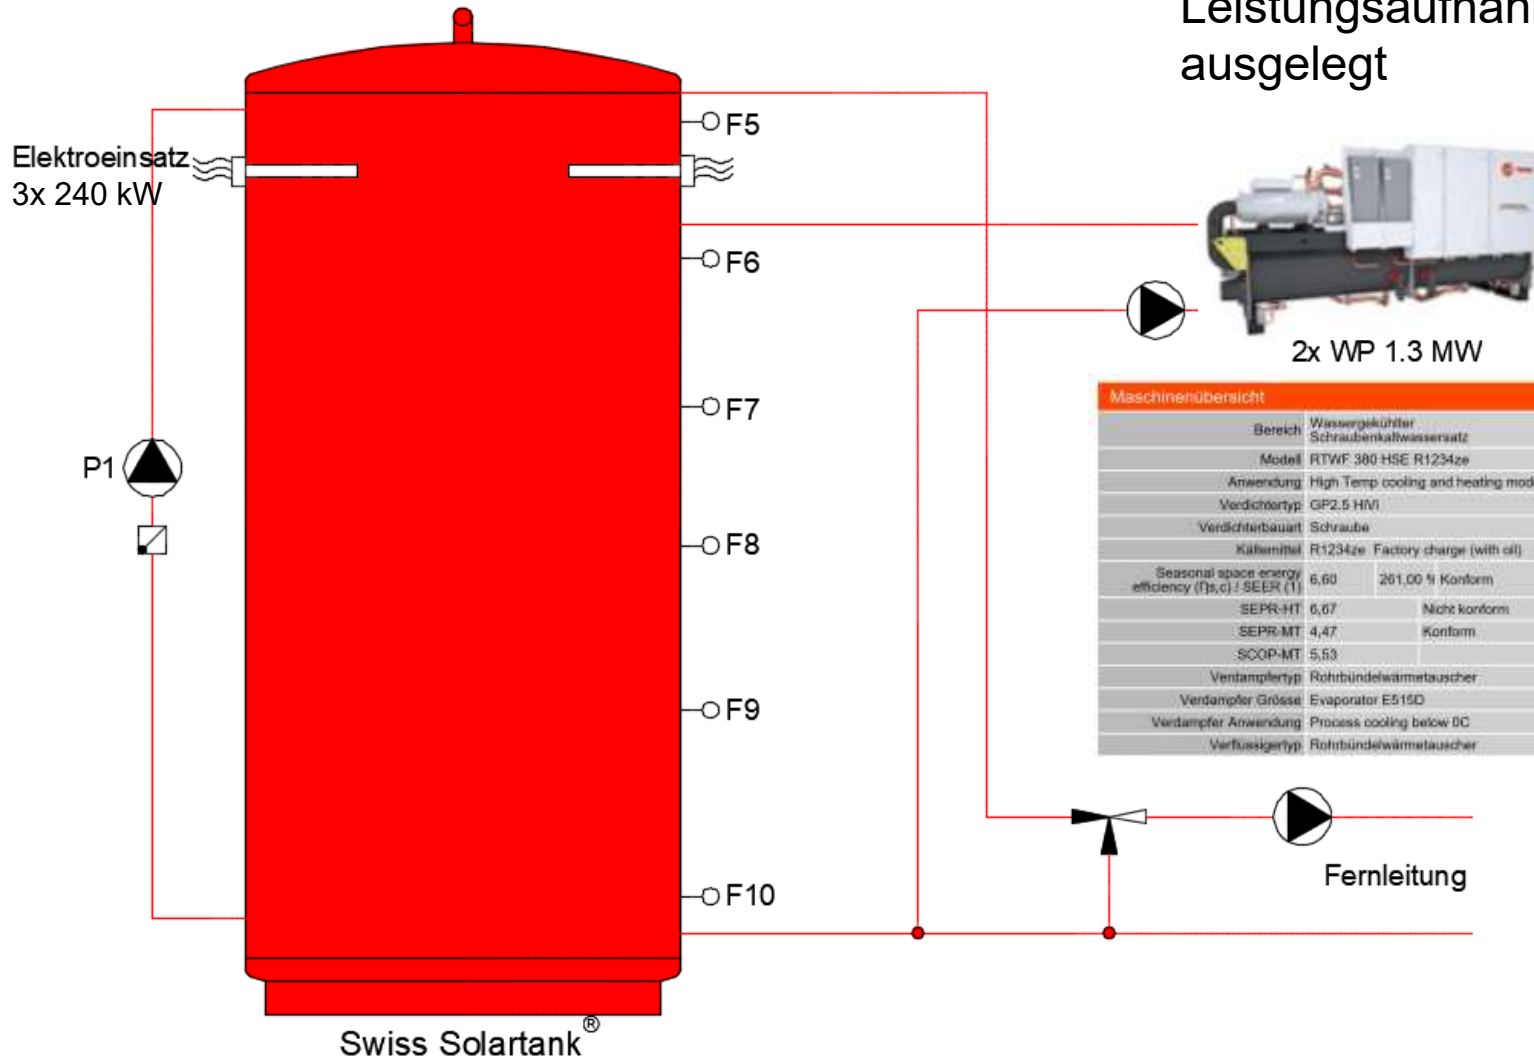 ausgelegt
F5
Elektroeinsatz
3x 240 kW
F6
2x WP 1.3 MW
F7
Maschinenübersicht
Bereich Wassergekühlter
Schraubenkaltwassersatz
Modell RTWF 380 HSE R1234ze
Anwendung High Temp cooling and heating mod
Verdichtertyp GP2.5 HiVi
Verdichterbauart Schraube
Kältemittel R1234ze Factory charge (with oil)
Seasonal space energy
efficiency (ηs,c) / SEER (1) 6,60 261,00 % Konform
SEPR-HT 6,67 Nicht konform
SEPR-MT 4,47 Konform
SCOP-MT 5,53
Verdampfertyp Rohrbündelwärmetauscher
Verdampfer Grösse Evaporator E515D
Verdampfer Anwendung Process cooling below 0C
Verflüssigertyp Rohrbündelwärmetauscher
P1
F8
F9
Fernleitung
F10
Swiss Solartank®